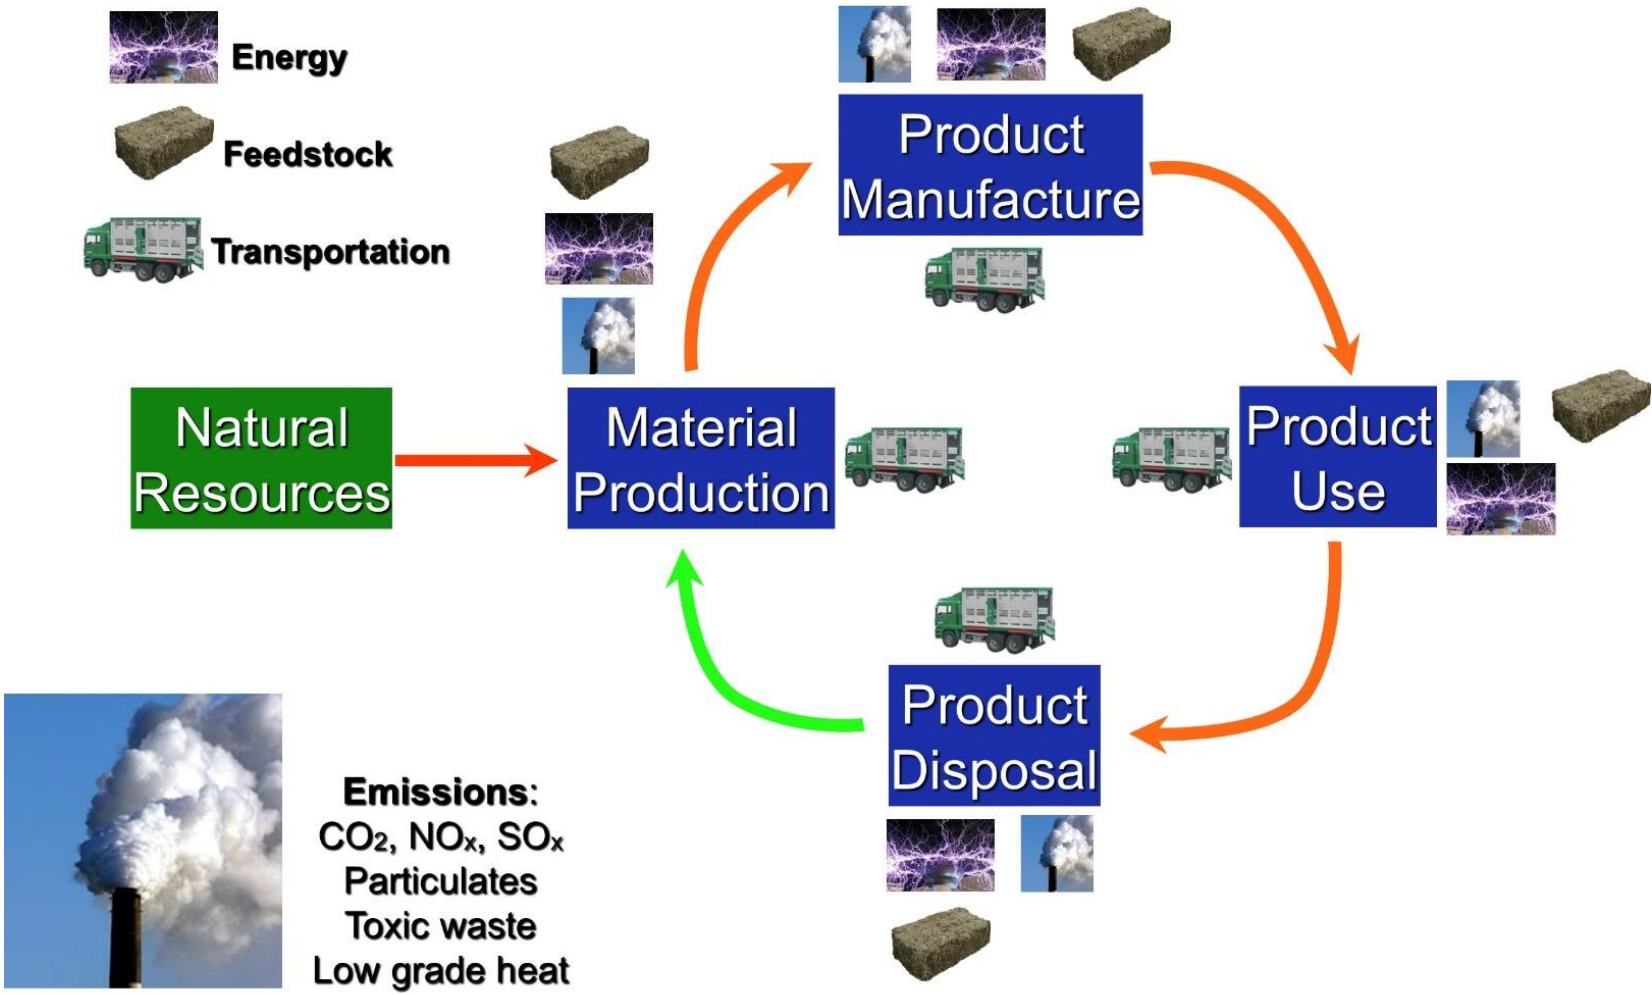 Energy
Feedstock
Transportation
Product
Manufacture
Natural
Resources
Material
Production
Product
Use
Product
Disposal
Emissions:
CO₂, NOₓ, SOₓ
Particulates
Toxic waste
Low grade heat